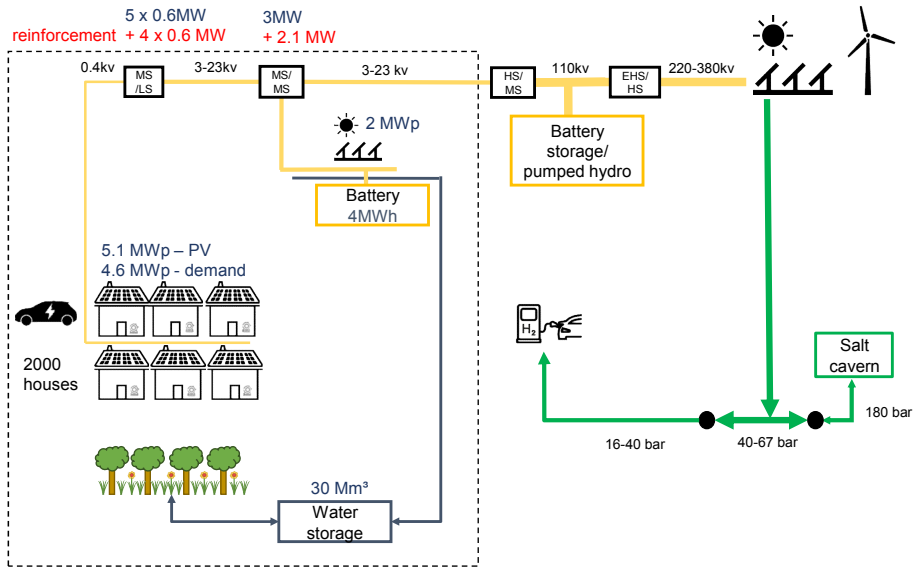 5 x 0.6MW
3MW
reinforcement + 4 x 0.6 MW
+ 2.1 MW
0.4kv
MS
/LS
3-23kv
MS/
MS
3-23 kv
HS/
MS
110kv
EHS/
HS
220-380kv
2 MWp
Battery
storage/
pumped hydro
Battery
4MWh
5.1 MWp – PV
4.6 MWp - demand
2000
houses
H2
Salt
cavern
180 bar
16-40 bar
40-67 bar
30 Mm³
Water
storage